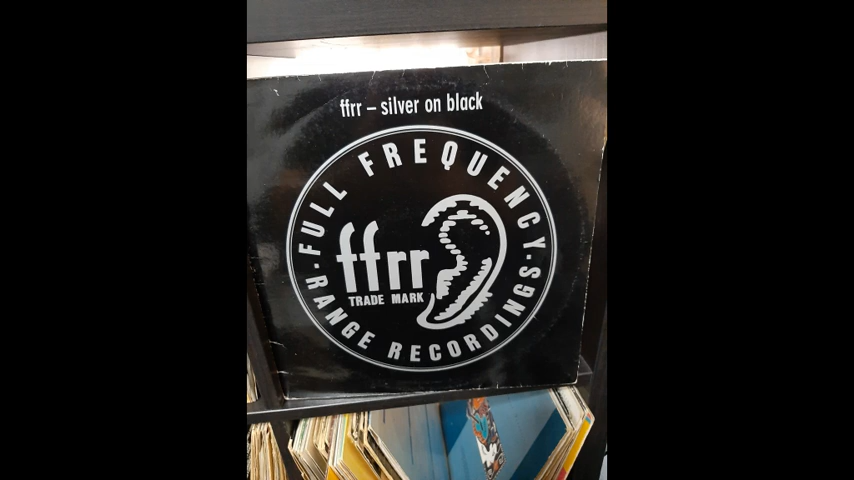 ffrr – silver on black
FULL FREQUENCY
ffrr
TRADE MARK
· RANGE RECORDINGS ·